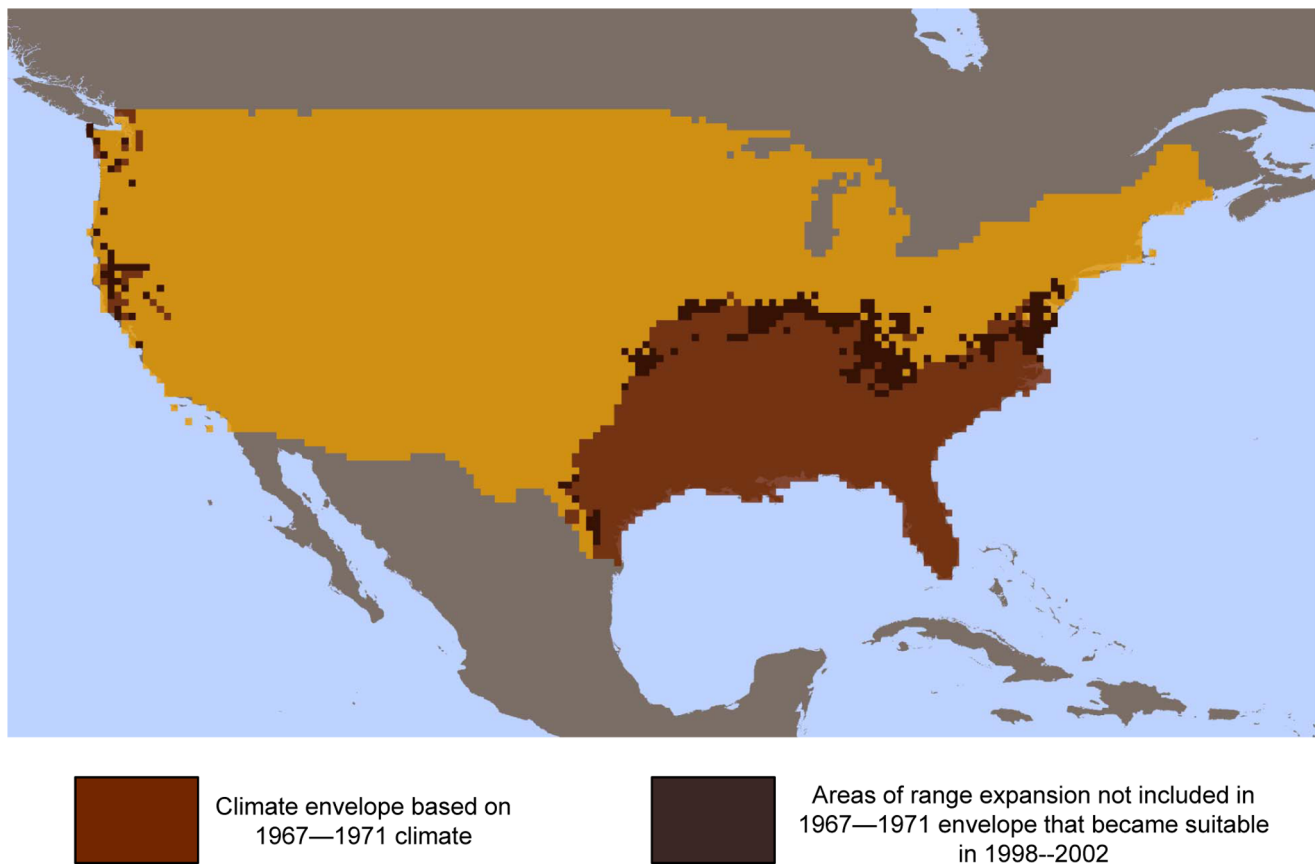 Climate envelope based on
1967—1971 climate
Areas of range expansion not included in
1967—1971 envelope that became suitable
in 1998--2002